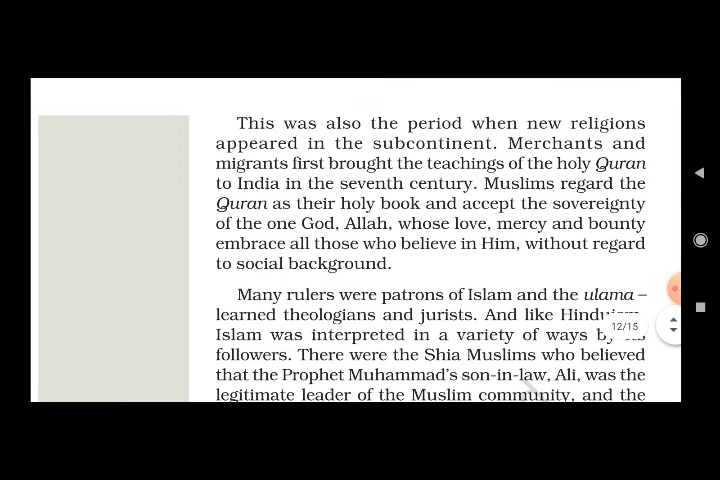 This was also the period when new religions
appeared in the subcontinent. Merchants and
migrants first brought the teachings of the holy Quran
to India in the seventh century. Muslims regard the
Quran as their holy book and accept the sovereignty
of the one God, Allah, whose love, mercy and bounty
embrace all those who believe in Him, without regard
to social background.
Many rulers were patrons of Islam and the ulama –
learned theologians and jurists. And like
Islam was interpreted in a variety of ways
12/15
followers. There were the Shia Muslims who believed
that the Prophet Muhammad's son-in-law, Ali, was the
legitimate leader of the Muslim community, and the